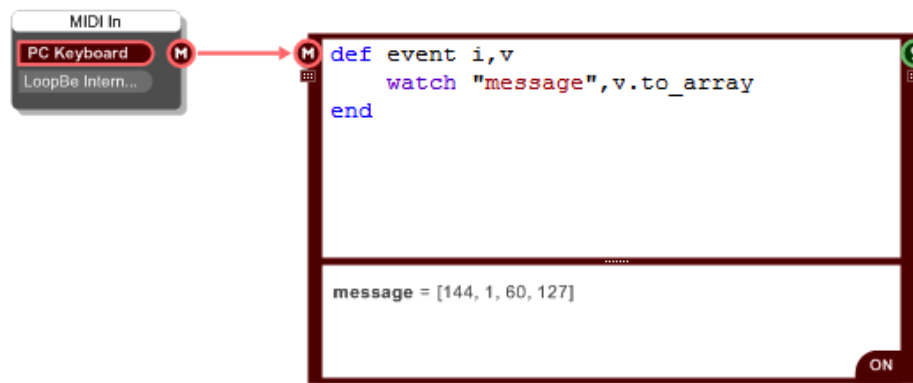 MIDI In
PC Keyboard
M
LoopBe Intern...
M
def event i,v
    watch "message",v.to_array
end
message = [144, 1, 60, 127]
ON